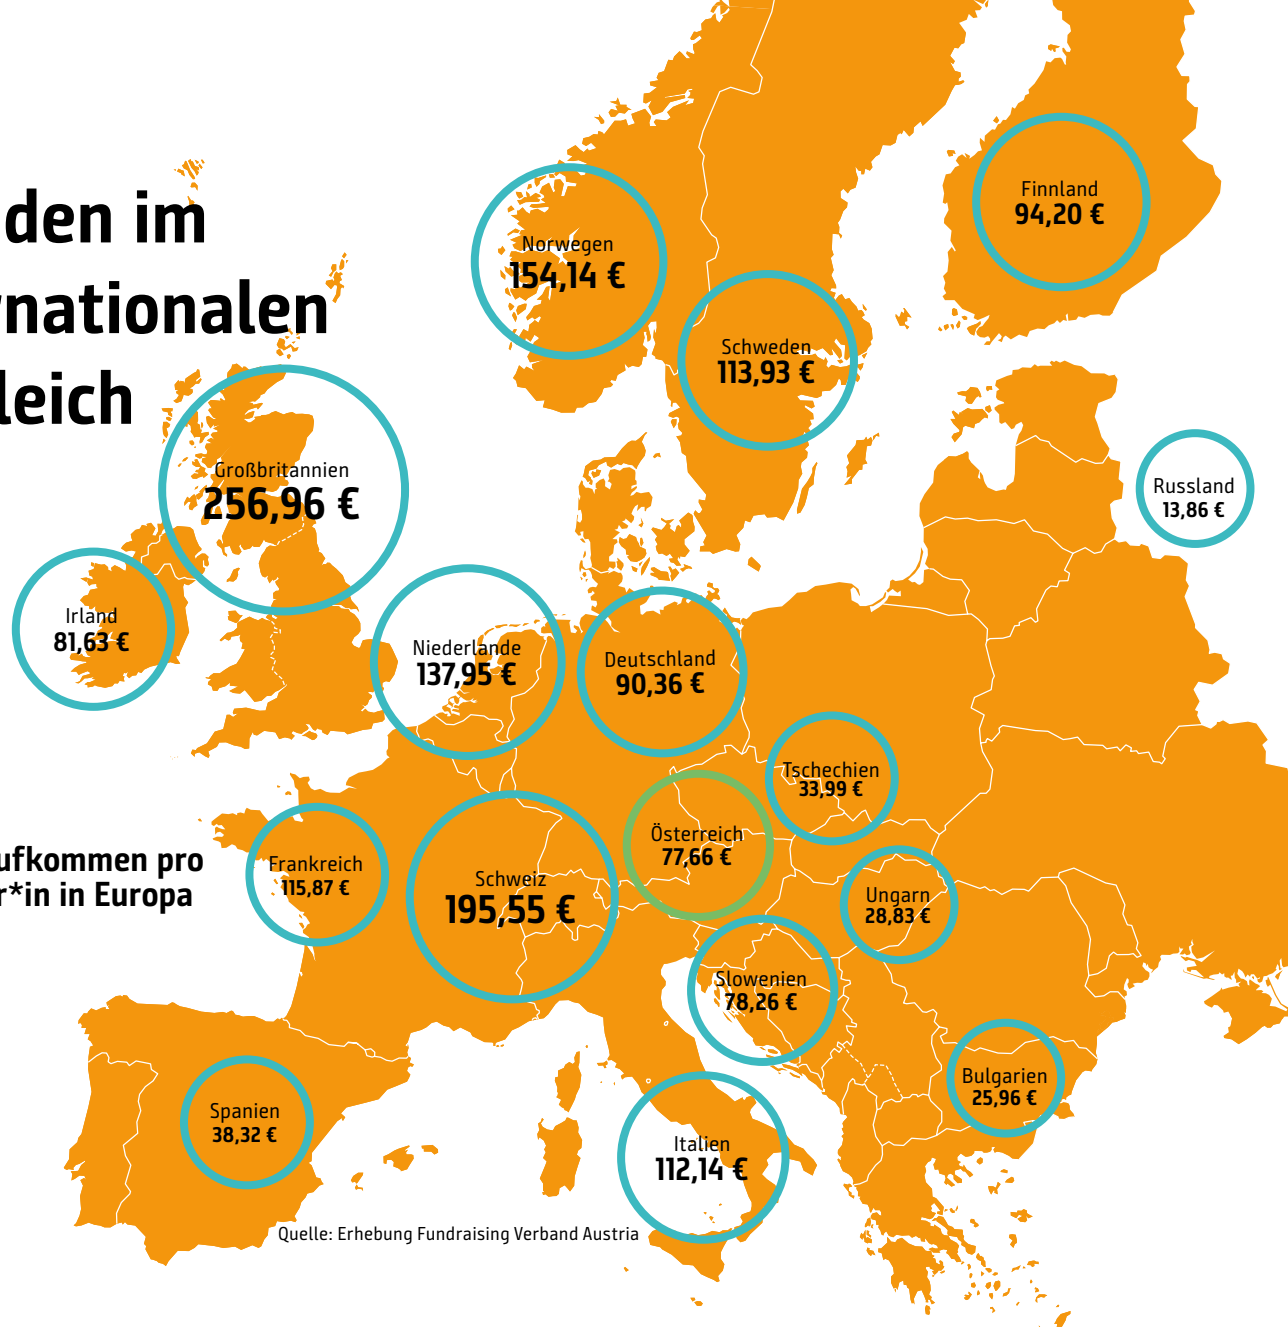 den im
rnationalen
leich
Finnland
94,20 €
Norwegen
154,14 €
Schweden
113,93 €
Großbritannien
256,96 €
Russland
13,86 €
Irland
81,63 €
Niederlande
137,95 €
Deutschland
90,36 €
Tschechien
33,99 €
Österreich
77,66 €
ufkommen pro
r*in in Europa
Frankreich
115,87 €
Schweiz
195,55 €
Ungarn
28,83 €
Slowenien
78,26 €
Bulgarien
25,96 €
Spanien
38,32 €
Italien
112,14 €
Quelle: Erhebung Fundraising Verband Austria